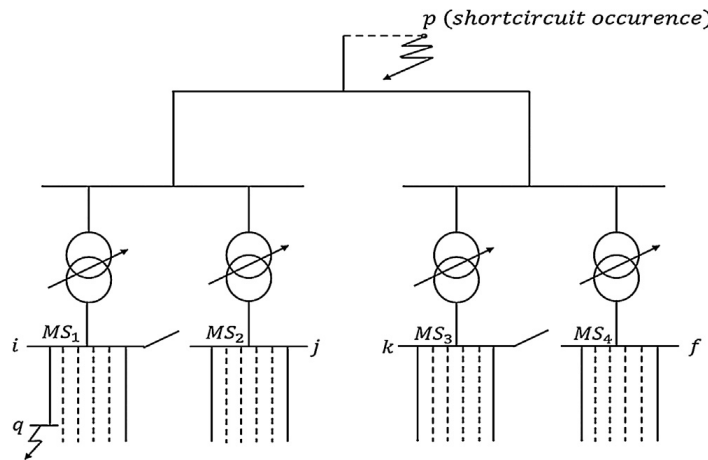 p (shortcircuit occurence)
MS₁
MS₂
MS₃
MS₄
i
j
k
f
q